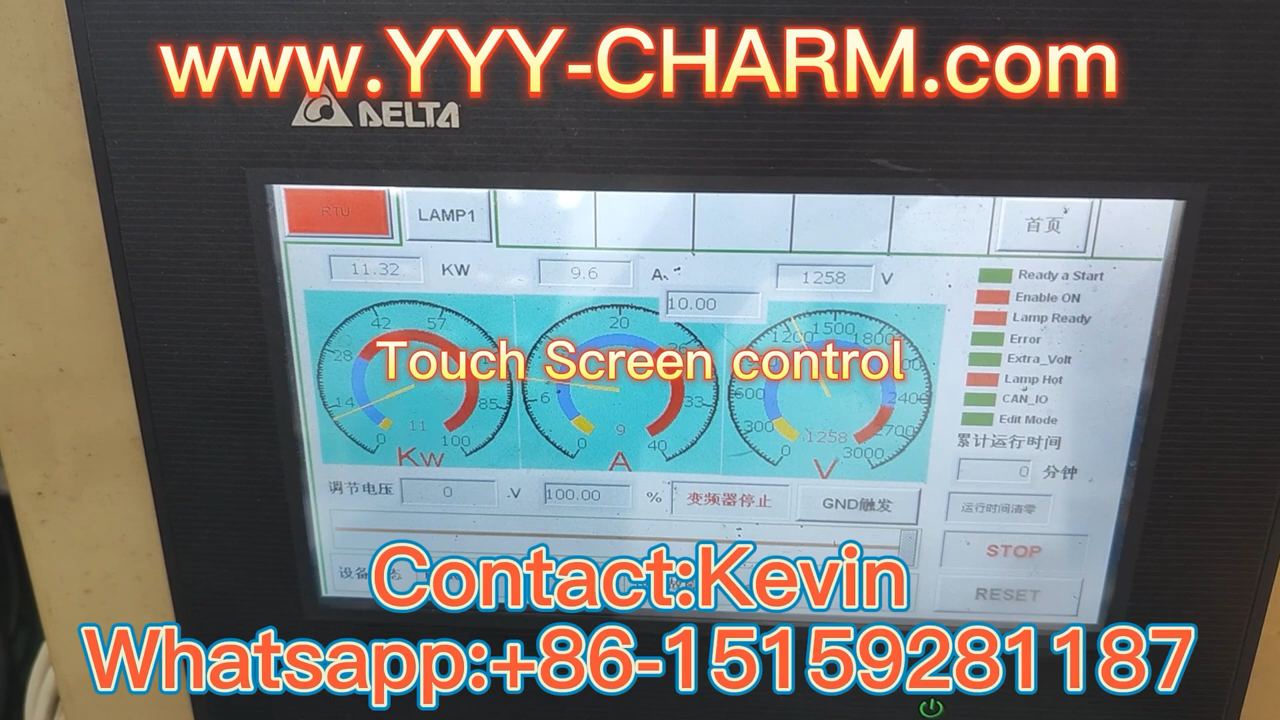 www.YYY-CHARM.com
DELTA
RTU
LAMP1
首页
11.32 KW
9.6 A
1258 V
10.00
Ready a Start
Enable ON
Lamp Ready
Error
Extra_Volt
Lamp Hot
CAN_IO
Edit Mode
14 28 42 57 85 100
11
Kw
0 6 20 33 40
9
A
0 300 600 1200 1500 1800 2400 2700 3000
1258
V
Touch Screen control
累计运行时间
0 分钟
调节电压 0 V 100.00 % 变频器停止 GND触发
运行时间清零
STOP
RESET
Contact:Kevin
Whatsapp:+86-15159281187